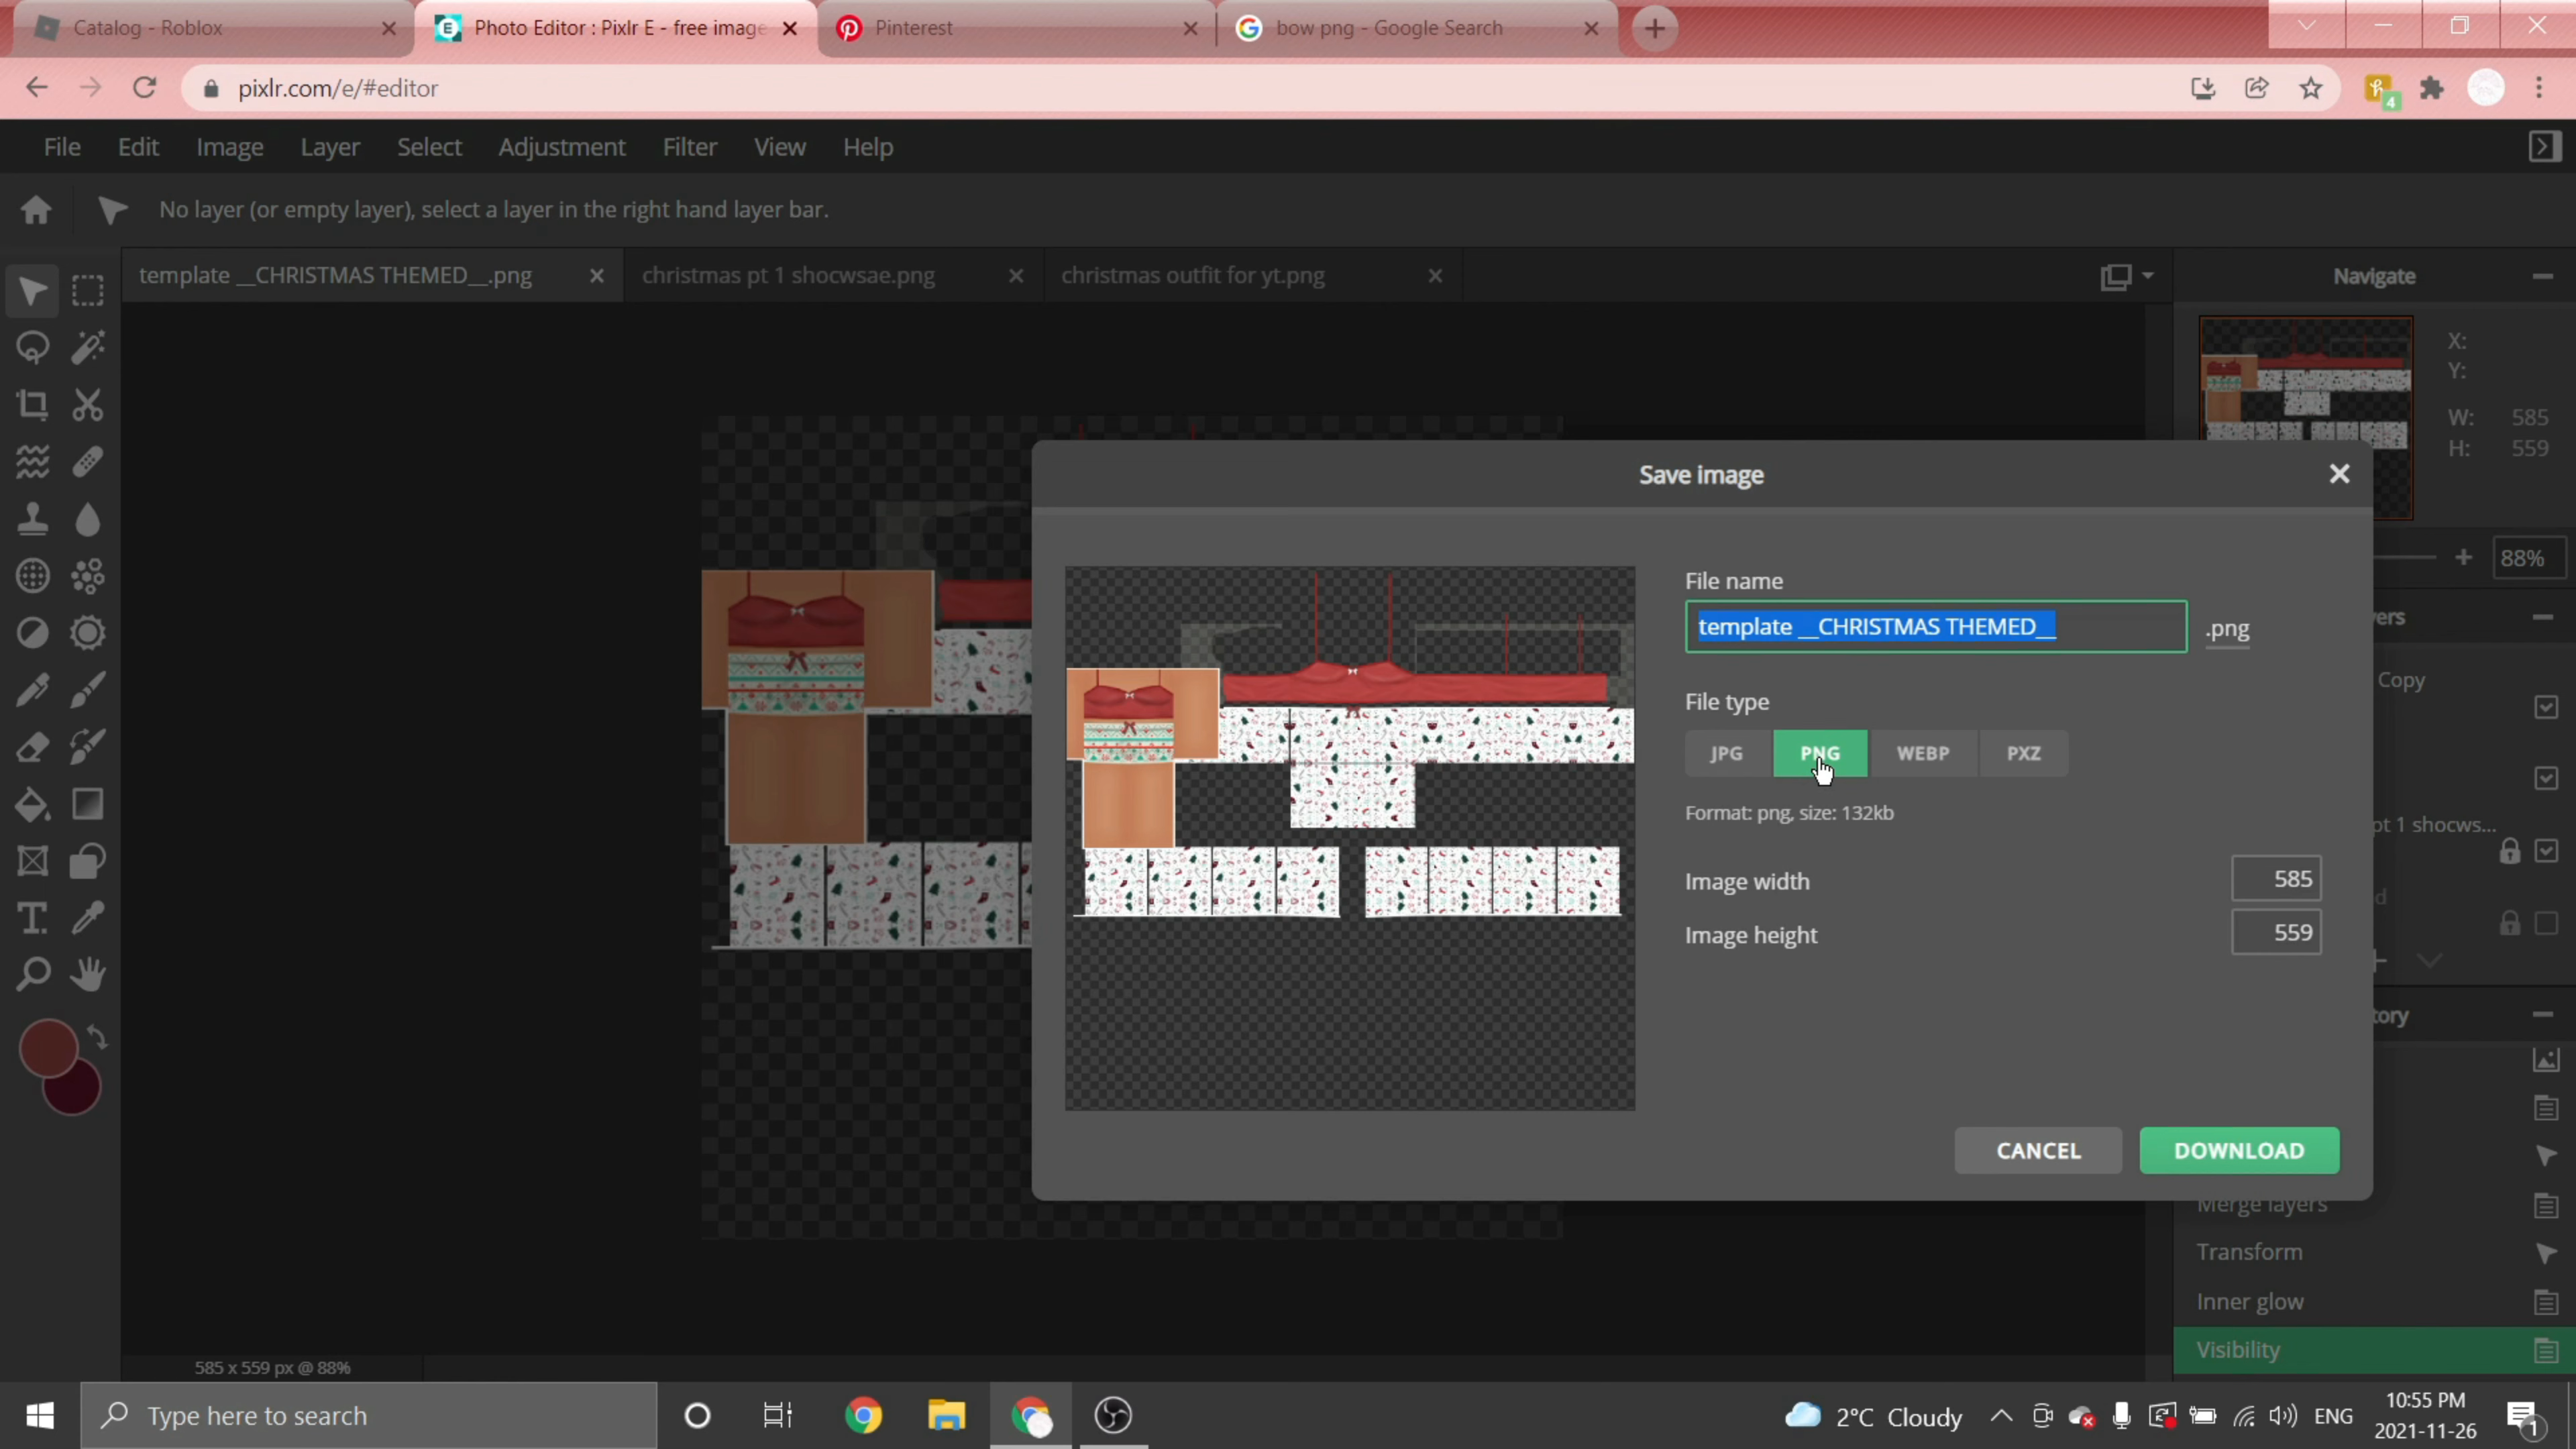 Catalog - Roblox
Photo Editor : Pixlr E - free image
Pinterest
bow png - Google Search
pixlr.com/e/#editor
4
File Edit Image Layer Select Adjustment Filter View Help
No layer (or empty layer), select a layer in the right hand layer bar.
template __CHRISTMAS THEMED__.png
christmas pt 1 shocwsae.png
christmas outfit for yt.png
Navigate
X:
Y:
W: 585
H: 559
88%
Save image
File name
template __CHRISTMAS THEMED__
.png
File type
JPG PNG WEBP PXZ
Format: png, size: 132kb
Image width 585
Image height 559
CANCEL DOWNLOAD
ers
Copy
pt 1 shocws...
d
tory
Merge layers
Transform
Inner glow
Visibility
585 x 559 px @ 88%
Type here to search
2°C Cloudy
ENG
10:55 PM
2021-11-26
1